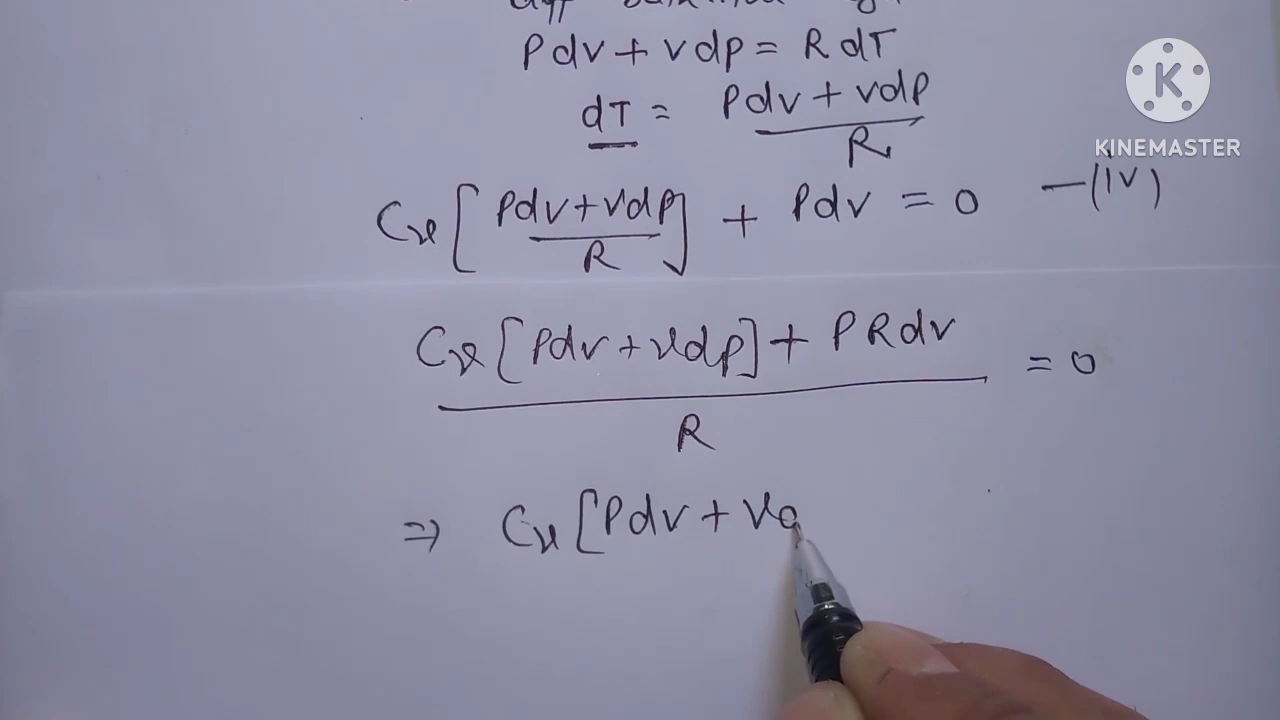 Pdv + vdp = RdT
dT = Pdv + vdp / R
Cv [ Pdv + vdp / R ] + Pdv = 0 —(iv)
Cv [Pdv + vdp] + PRdv / R = 0
⇒ Cv [Pdv + v
K
KINEMASTER